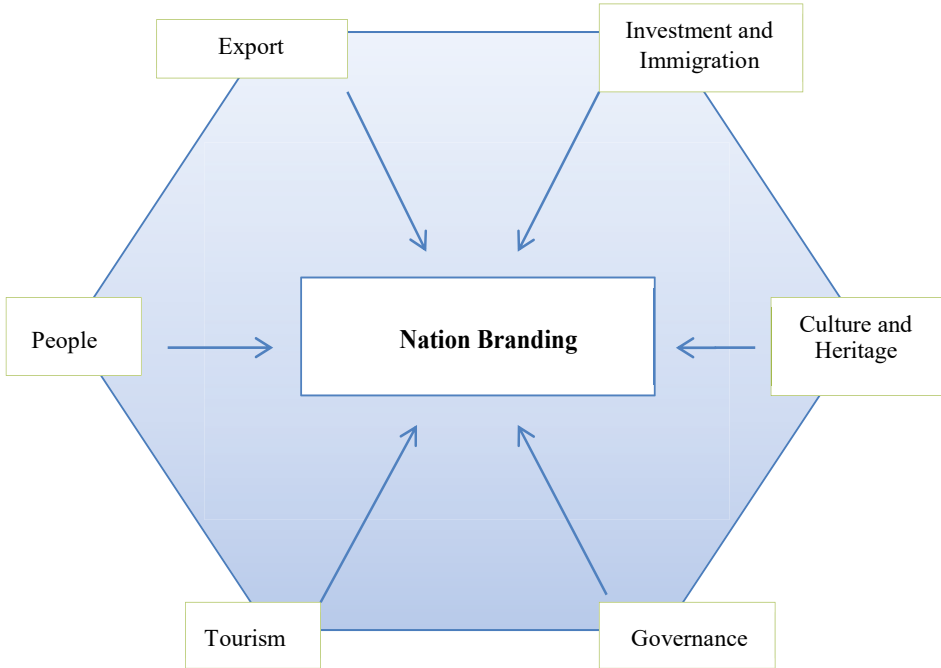 Export
Investment and
Immigration
People
Nation Branding
Culture and
Heritage
Tourism
Governance